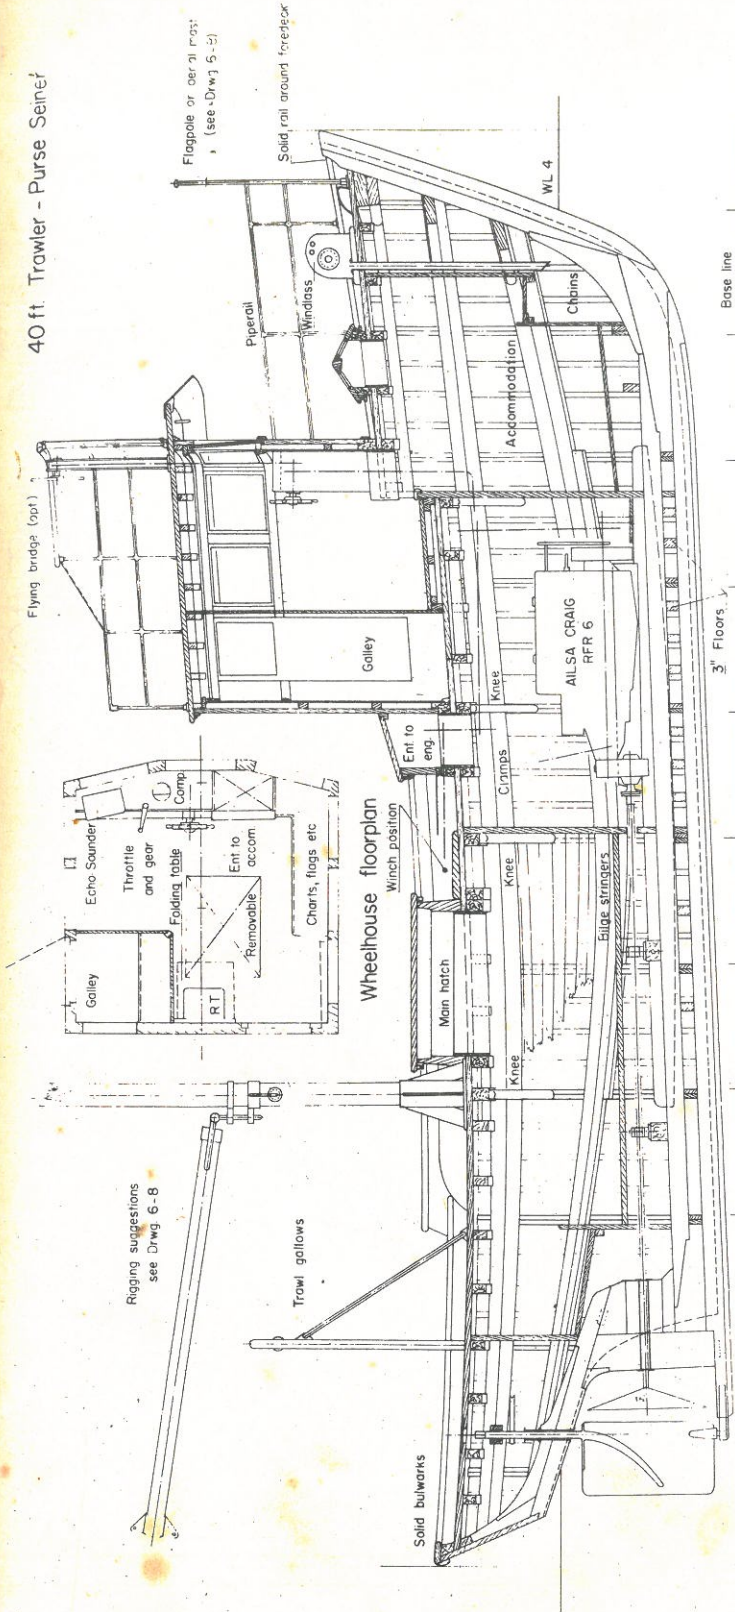 40 ft. Trawler - Purse Seiner
Flagpole or aerial mast
(see Drwg 6-8)
Solid rail around foredeck
Flying bridge (opt)
Piperail
Windlass
WL 4
Chains
Accommodation
Base line
Galley
Knee
AILSA CRAIG
RFR 6
3" Floors
Ent to
eng.
Clamps
Echo Sounder
Throttle
and gear
Comp.
Folding table
Ent to
accom
Galley
RT
Removable
Charts, flags etc
Wheelhouse floorplan
Winch position
Knee
Bilge stringers
Main hatch
Knee
Rigging suggestions
see Drwg. 6-8
Trawl gallows
Solid bulwarks